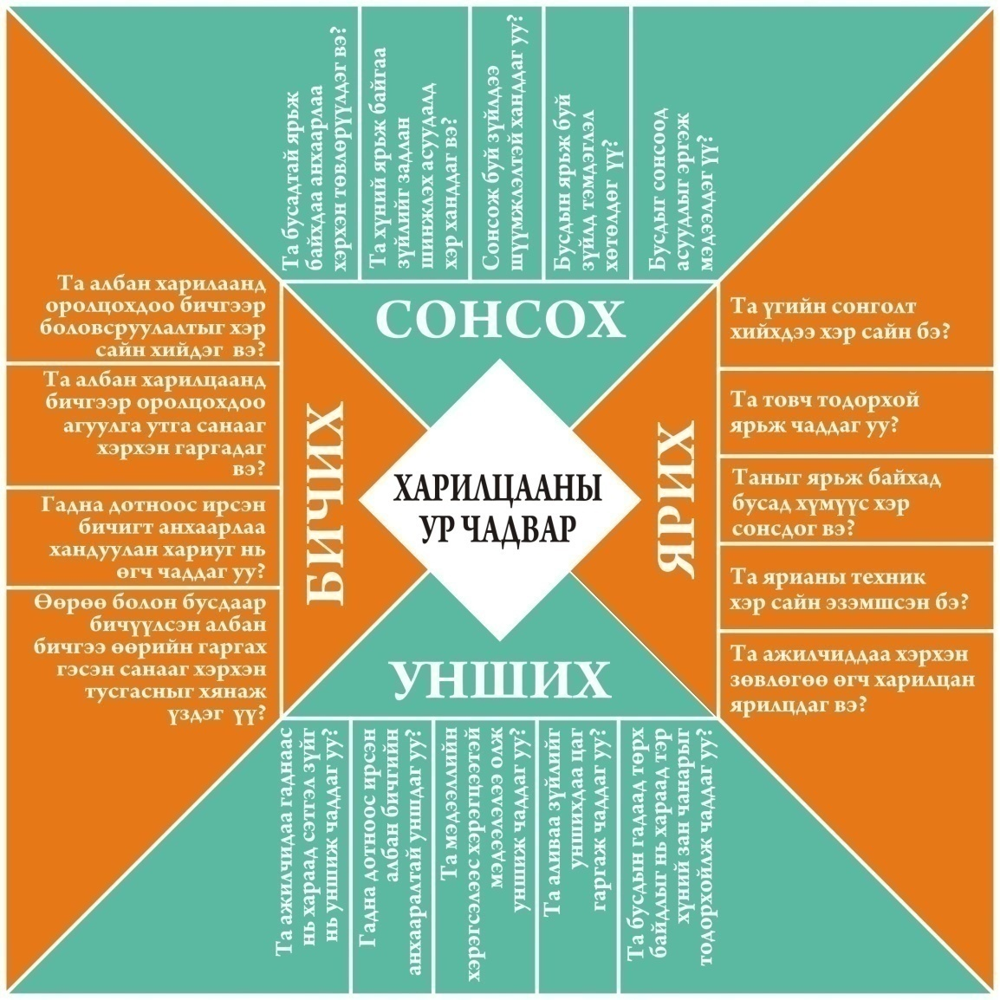 Та бусадтай ярьж
байхдаа анхаарлаа
хэрхэн төвлөрүүлдэг вэ?
Та хүний ярьж байгаа
зүйлийг задлан
шинжлэх асуудалд
хэр ханддаг вэ?
Сонсож буй зүйлдээ
шүүмжлэлтэй ханддаг уу?
Бусдын ярьж буй
зүйлд тэмдэглэл
хөтөлдөг үү?
Бусдыг сонсоод
асуудлыг эргэж
мэдээлдэг үү?
СОНСОХ
Та албан харилаанд
оролцохдоо бичгээр
боловсруулалтыг хэр
сайн хийдэг вэ?
Та албан харилцаанд
бичгээр оролцохдоо
агуулга утга санааг
хэрхэн гаргадаг
вэ?
Гадна дотноос ирсэн
бичигт анхаарлаа
хандуулан хариуг нь
өгч чаддаг уу?
Өөрөө болон бусдаар
бичүүлсэн албан
бичгээ өөрийн гаргах
гэсэн санааг хэрхэн
тусгасныг хянаж
үздэг үү?
БИЧИХ
ХАРИЛЦААНЫ
УР ЧАДВАР
ЯРИХ
Та үгийн сонголт
хийхдээ хэр сайн бэ?
Та товч тодорхой
ярьж чаддаг уу?
Таныг ярьж байхад
бусад хүмүүс хэр
сонсдог вэ?
Та ярианы техник
хэр сайн эзэмшсэн бэ?
Та ажилчиддаа хэрхэн
зөвлөгөө өгч харилцан
ярилцдаг вэ?
УНШИХ
Та ажилчидаа гаднаас
нь хараад сэтгэл зүйг
нь уншиж чаддаг уу?
Гадна дотноос ирсэн
албан бичгийн
анхааралтай уншдаг уу?
Та мэдээллийн
хэрэгсэлээс хэрэгцээтэй
мэдээлэлээ олж
уншиж чаддаг уу?
Та аливаа зүйлийг
уншихдаа цаг
гаргаж чаддаг уу?
Та бусдын гадаад төрх
байдлыг нь хараад тэр
хүний зан чанарыг
тодорхойлж чаддаг уу?